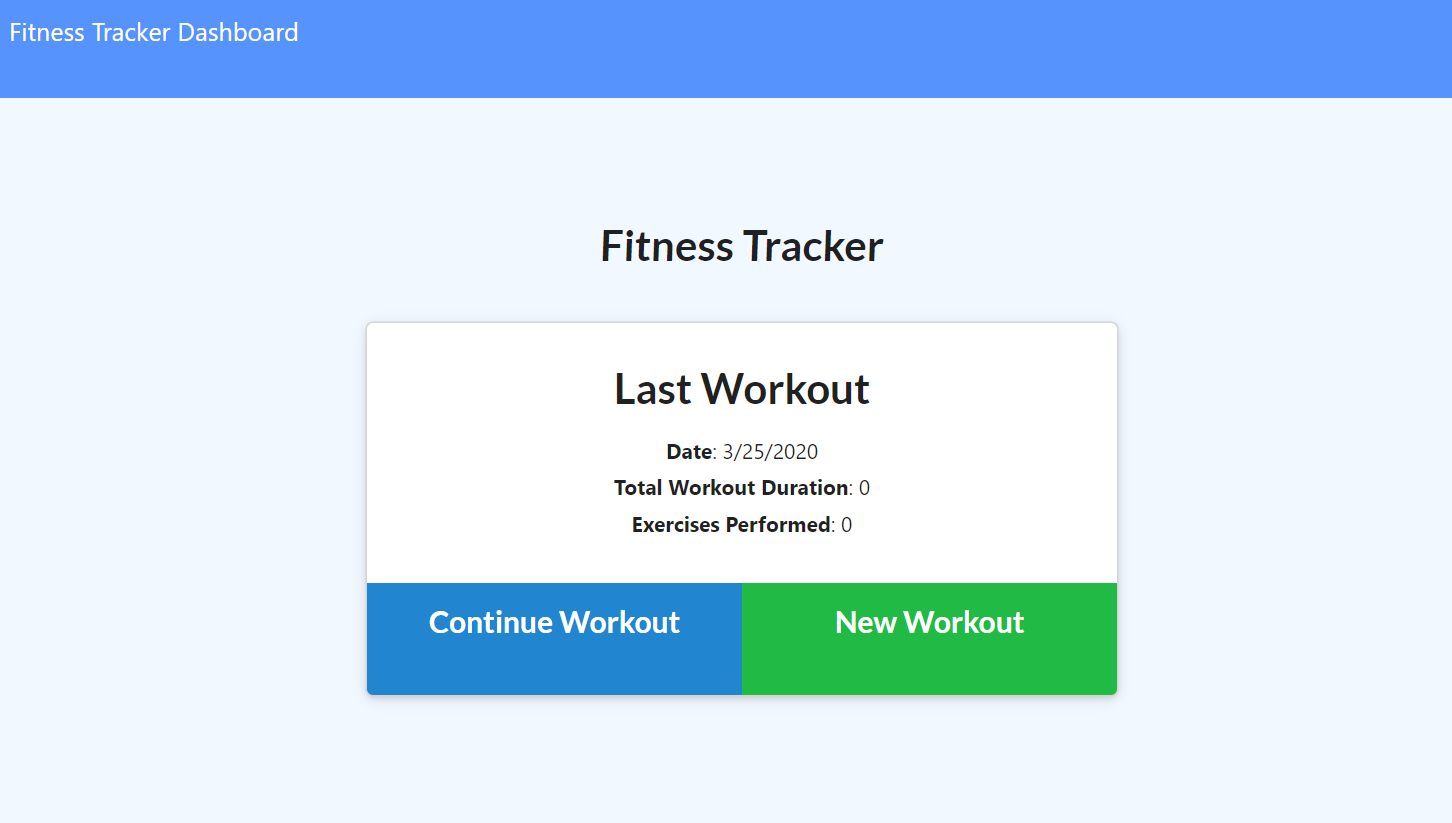 Fitness Tracker Dashboard
Fitness Tracker
Last Workout
Date: 3/25/2020
Total Workout Duration: 0
Exercises Performed: 0
Continue Workout
New Workout